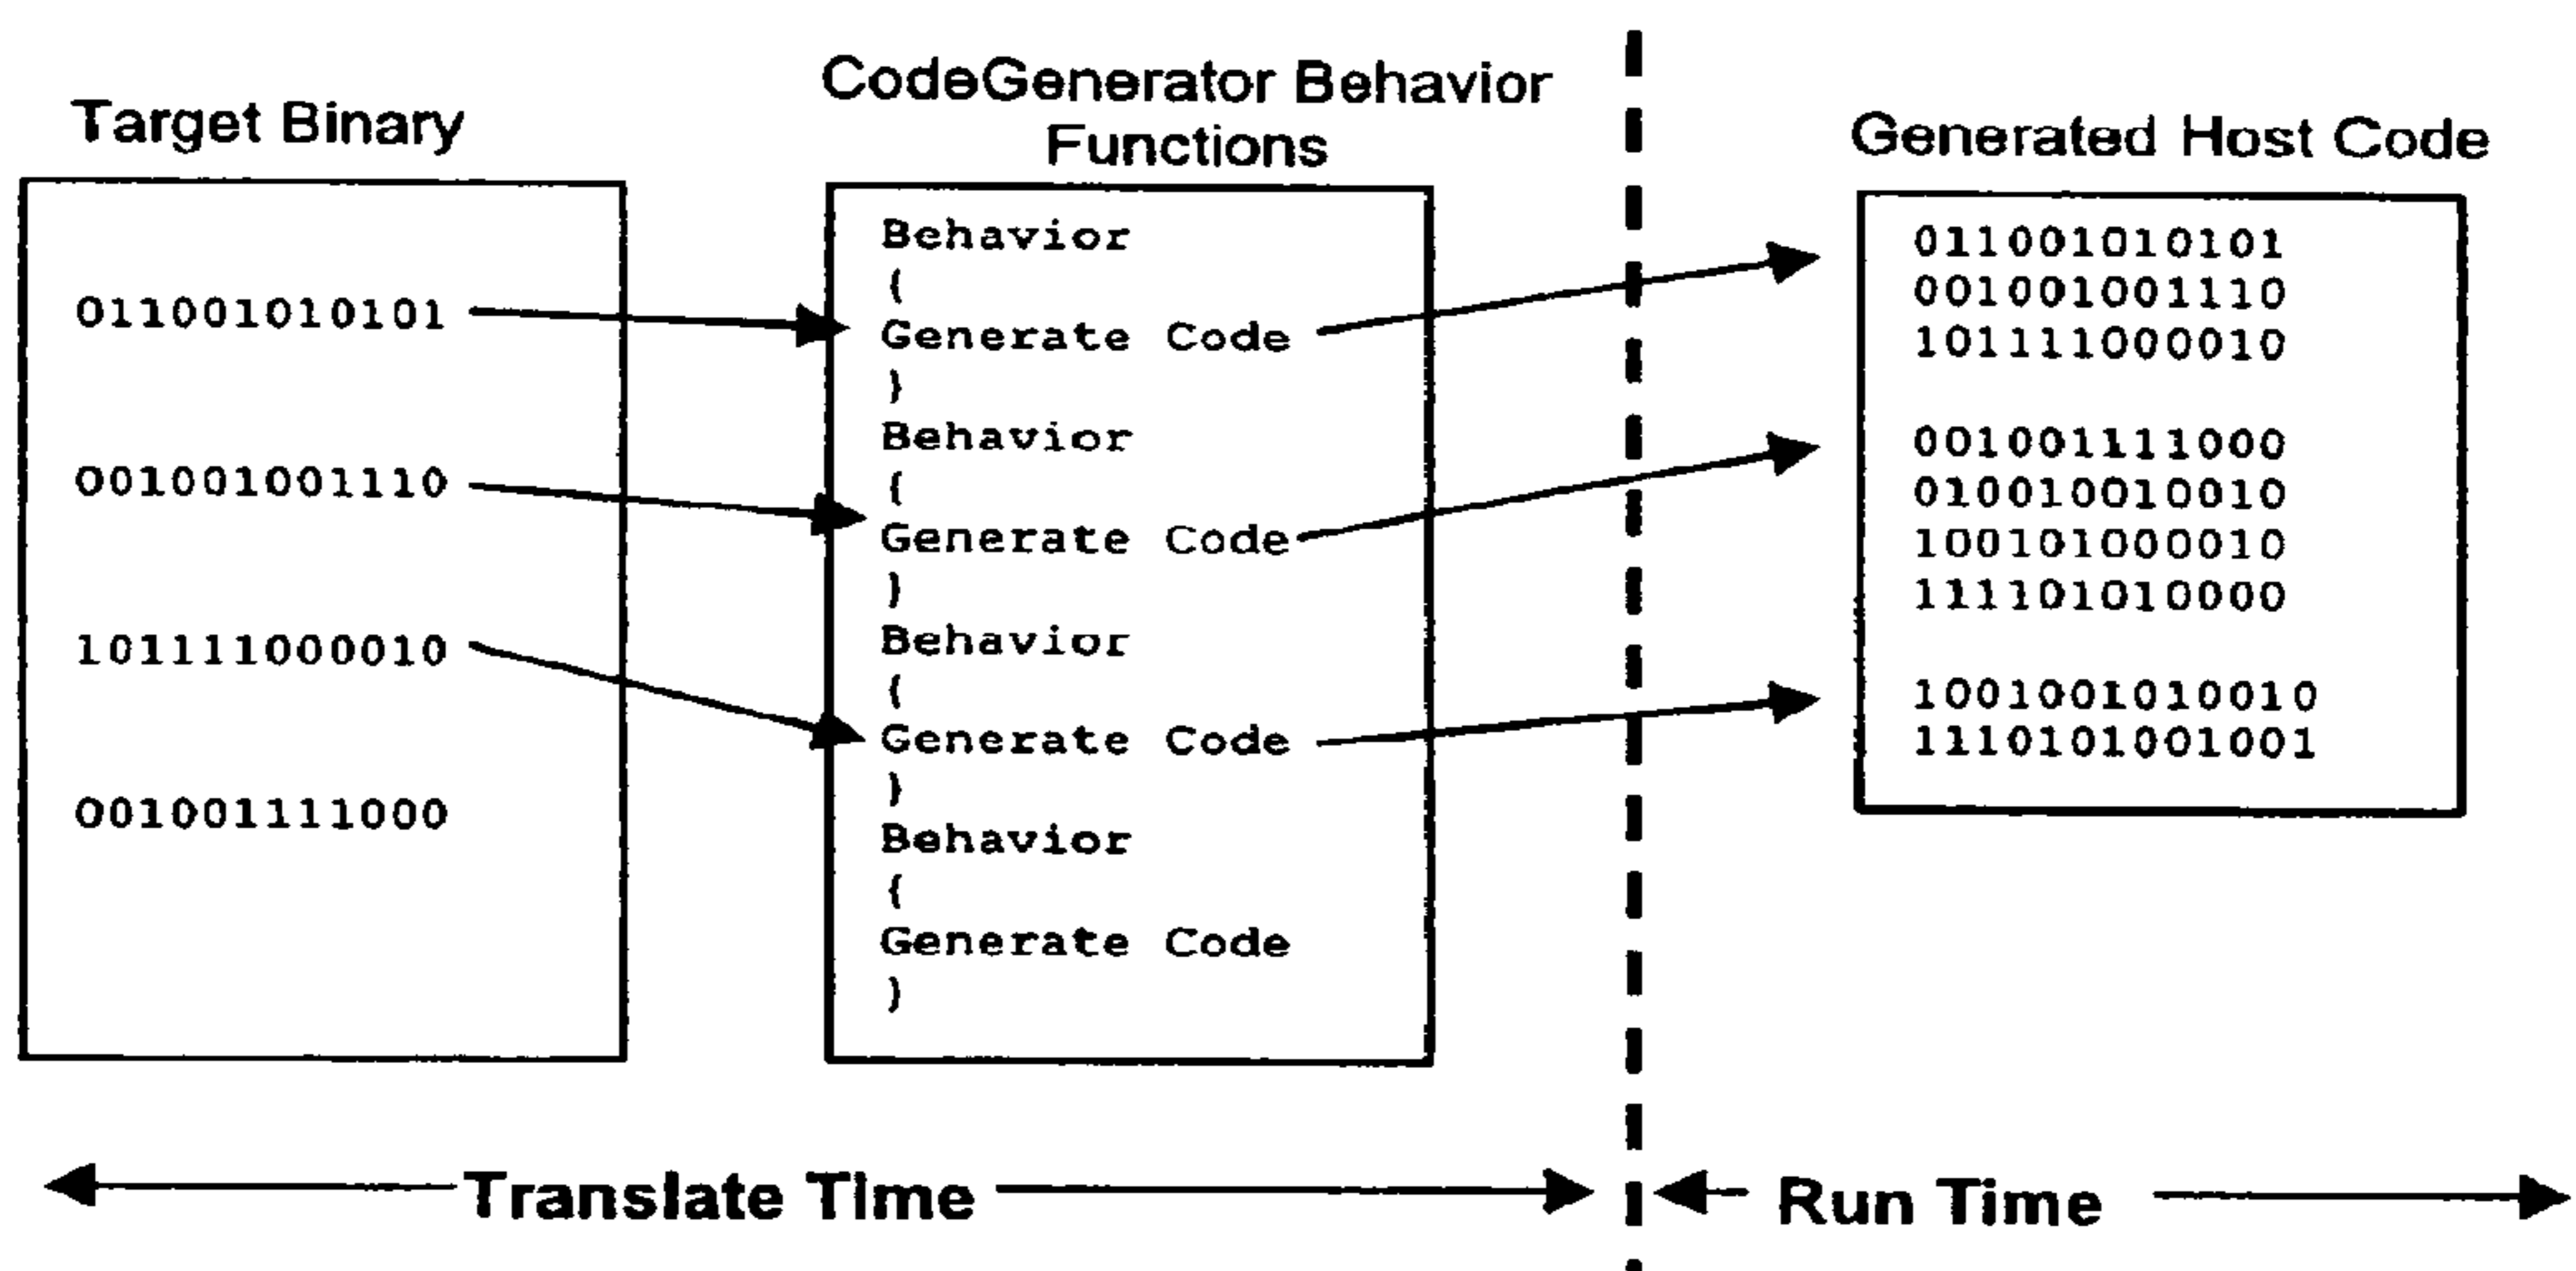 Target Binary
011001010101
001001001110
101111000010
001001111000
CodeGenerator Behavior
Functions
Behavior
(
Generate Code
)
Behavior
(
Generate Code
)
Behavior
(
Generate Code
)
Behavior
(
Generate Code
)
Generated Host Code
011001010101
001001001110
101111000010
001001111000
010010010010
100101000010
111101010000
1001001010010
1110101001001
Translate Time
Run Time